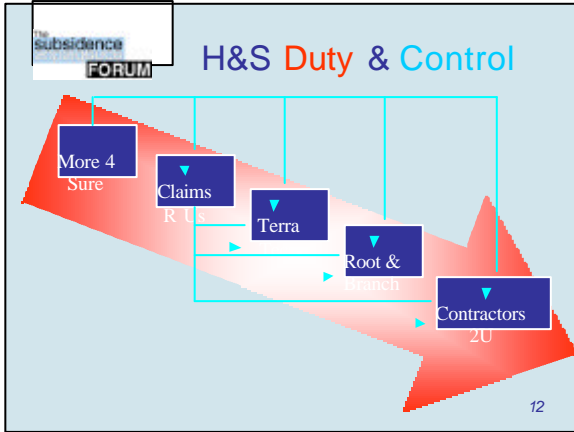 The
subsidence
FORUM
H&S Duty & Control
More 4
Sure
Claims
R Us
Terra
Root &
Branch
Contractors
2U
12